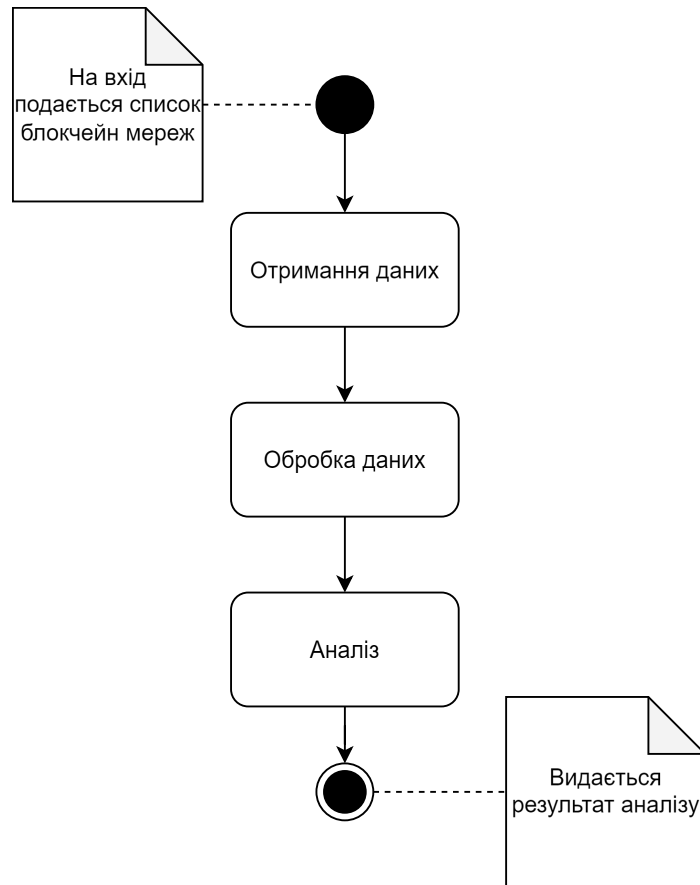 На вхід
подається список
блокчейн мереж
Отримання даних
Обробка даних
Аналіз
Видається
результат аналізу